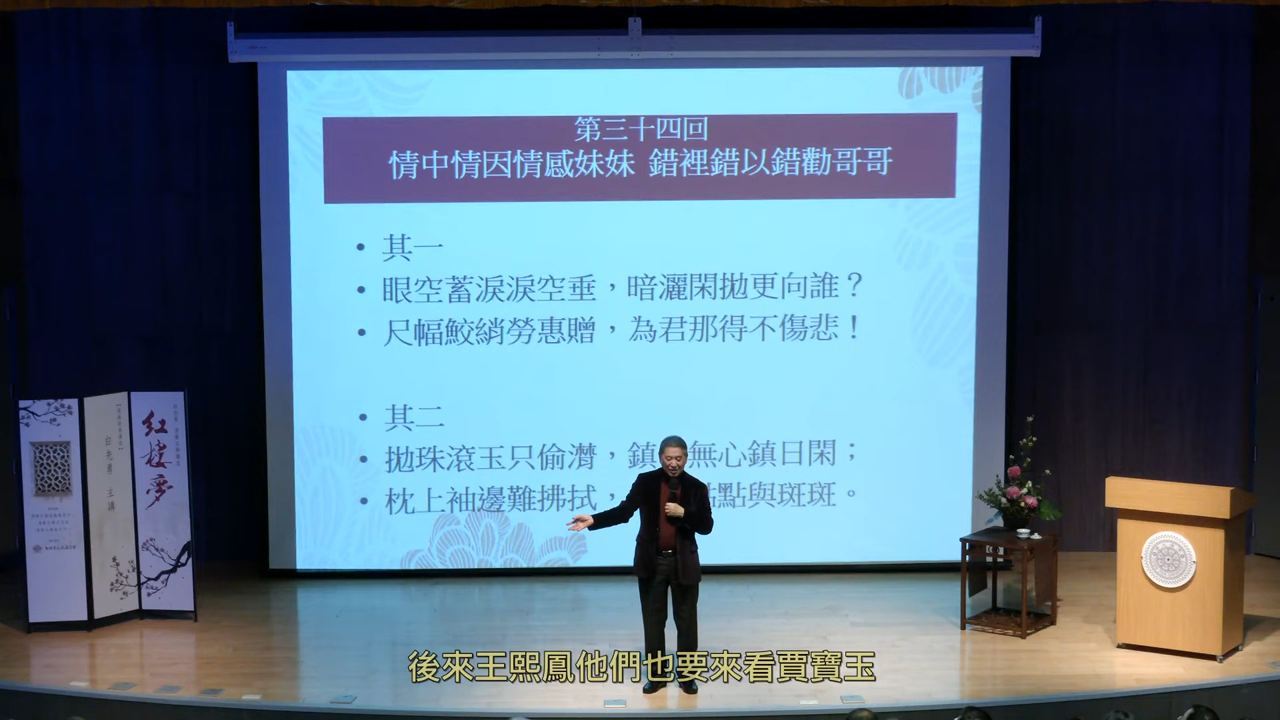 第三十四回
情中情因情感妹妹 錯裡錯以錯勸哥哥
• 其一
• 眼空蓄淚淚空垂，暗灑閑拋更向誰？
• 尺幅鮫綃勞惠贈，為君那得不傷悲！
• 其二
• 拋珠滾玉只偷潸，鎮 無心鎮日閑；
• 枕上袖邊難拂拭， 點與斑斑。
紅樓夢
白先勇 主講
後來王熙鳳他們也要來看賈寶玉